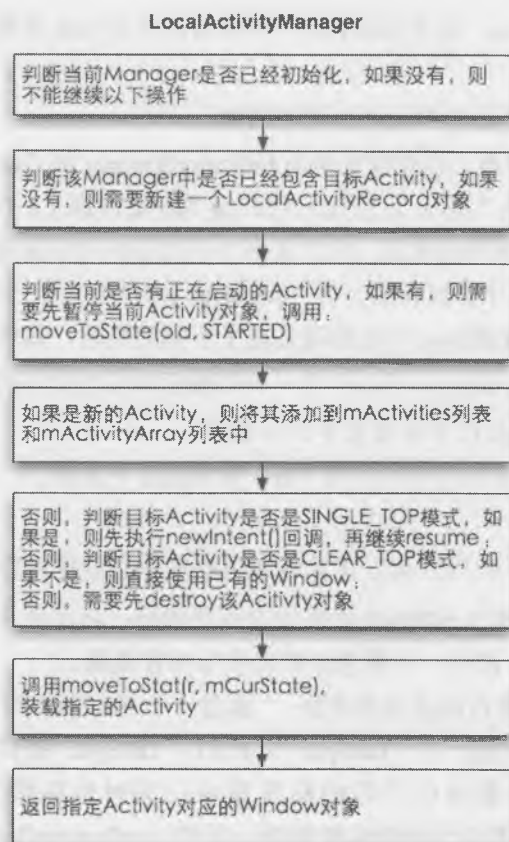 LocalActivityManager
判断当前Manager是否已经初始化，如果没有，则
不能继续以下操作
判断该Manager中是否已经包含目标Activity，如果
没有，则需要新建一个LocalActivityRecord对象
判断当前是否有正在启动的Activity，如果有，则需
要先暂停当前Activity对象，调用：
moveToState(old, STARTED)
如果是新的Activity，则将其添加到mActivities列表
和mActivityArray列表中
否则，判断目标Activity是否是SINGLE_TOP模式，如
果是，则先执行newIntent()回调，再继续resume；
否则，判断目标Activity是否是CLEAR_TOP模式，如
果不是，则直接使用已有的Window；
否则，需要先destroy该Acitivty对象
调用moveToStat(r, mCurState),
装载指定的Activity
返回指定Activity对应的Window对象